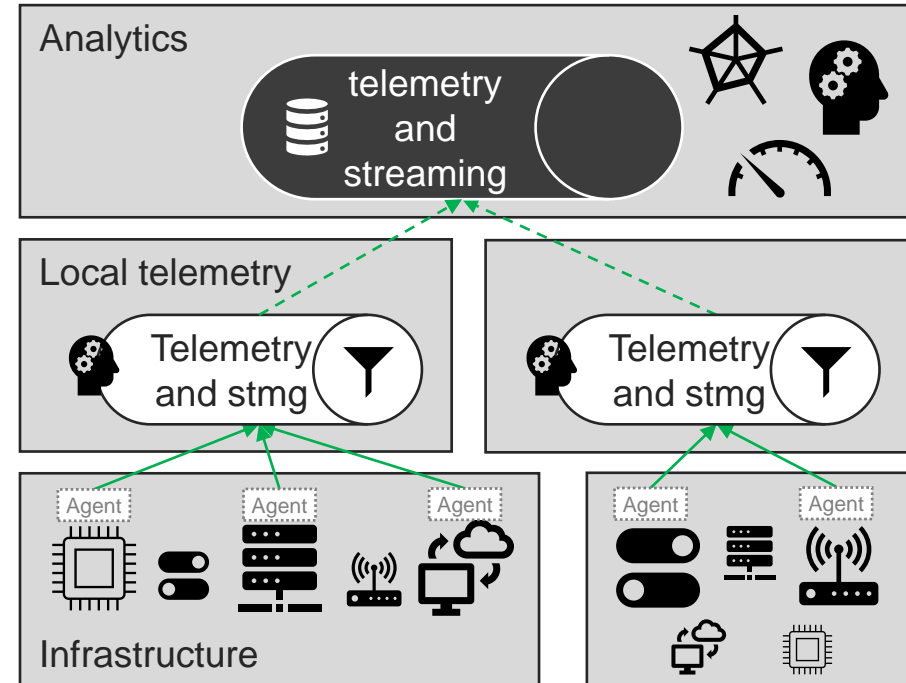 Analytics
telemetry
and
streaming
Local telemetry
Telemetry
and stmg
Telemetry
and stmg
Agent
Agent
Agent
Agent
Agent
Infrastructure